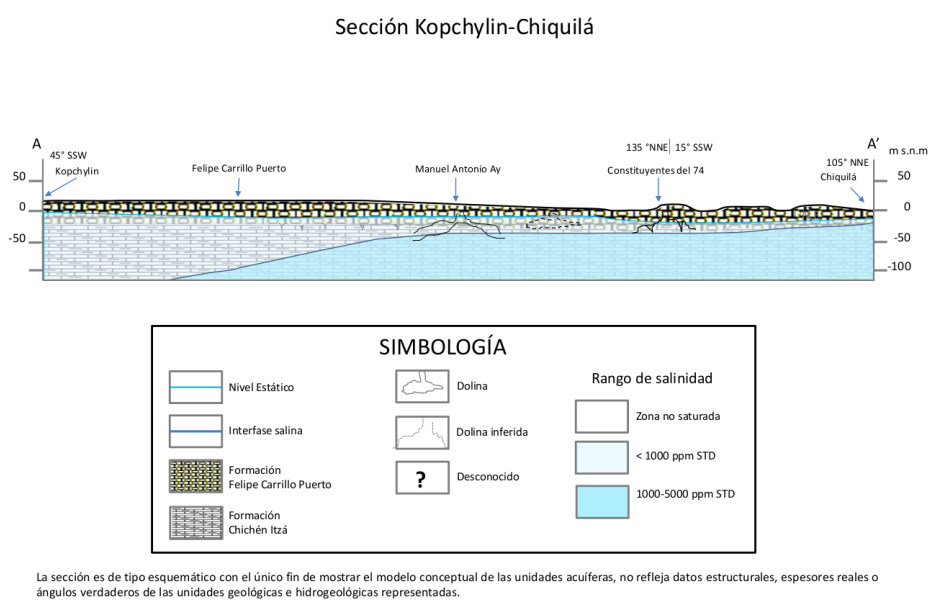 Sección Kopchylin-Chiquilá
A
A'
m s.n.m
45° SSW
Kopchylin
Felipe Carrillo Puerto
Manuel Antonio Ay
135 °NNE 15° SSW
Constituyentes del 74
105° NNE
Chiquilá
50
0
-50
50
0
-50
-100
SIMBOLOGÍA
Nivel Estático
Interfase salina
Formación
Felipe Carrillo Puerto
Formación
Chichén Itzá
Dolina
Dolina inferida
?
Desconocido
Rango de salinidad
Zona no saturada
< 1000 ppm STD
1000-5000 ppm STD
La sección es de tipo esquemático con el único fin de mostrar el modelo conceptual de las unidades acuíferas, no refleja datos estructurales, espesores reales o
ángulos verdaderos de las unidades geológicas e hidrogeológicas representadas.